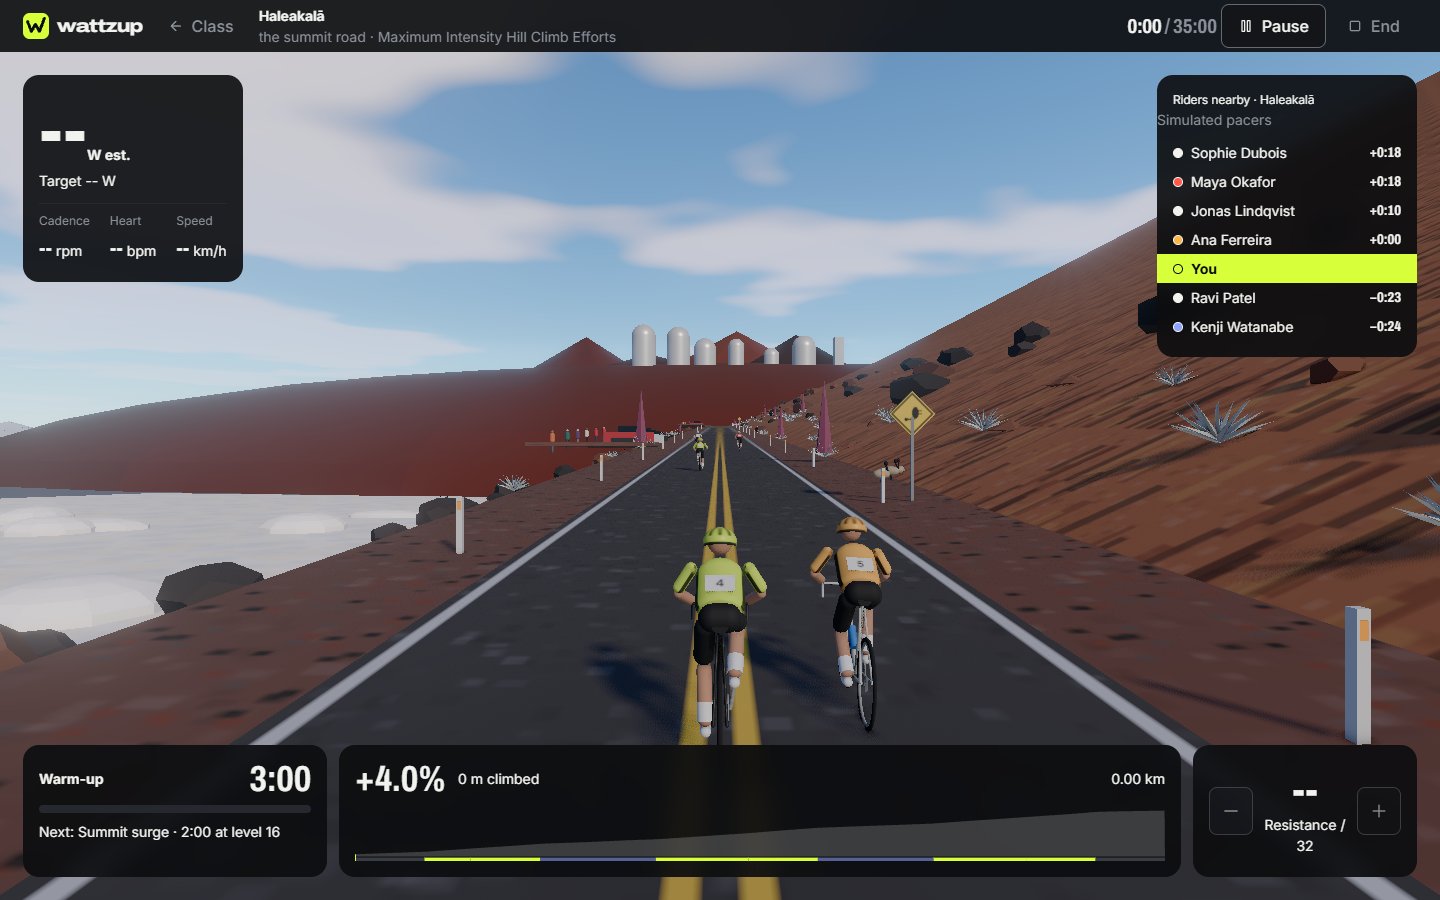 W wattzup
Class
Haleakalā
the summit road · Maximum Intensity Hill Climb Efforts
0:00 / 35:00
Pause
End
-- W est.
Target -- W
Cadence Heart Speed
-- rpm -- bpm -- km/h
Riders nearby · Haleakalā
Simulated pacers
Sophie Dubois +0:18
Maya Okafor +0:18
Jonas Lindqvist +0:10
Ana Ferreira +0:00
You
Ravi Patel −0:23
Kenji Watanabe −0:24
4
5
Warm-up 3:00
Next: Summit surge · 2:00 at level 16
+4.0% 0 m climbed 0.00 km
− -- +
Resistance /
32